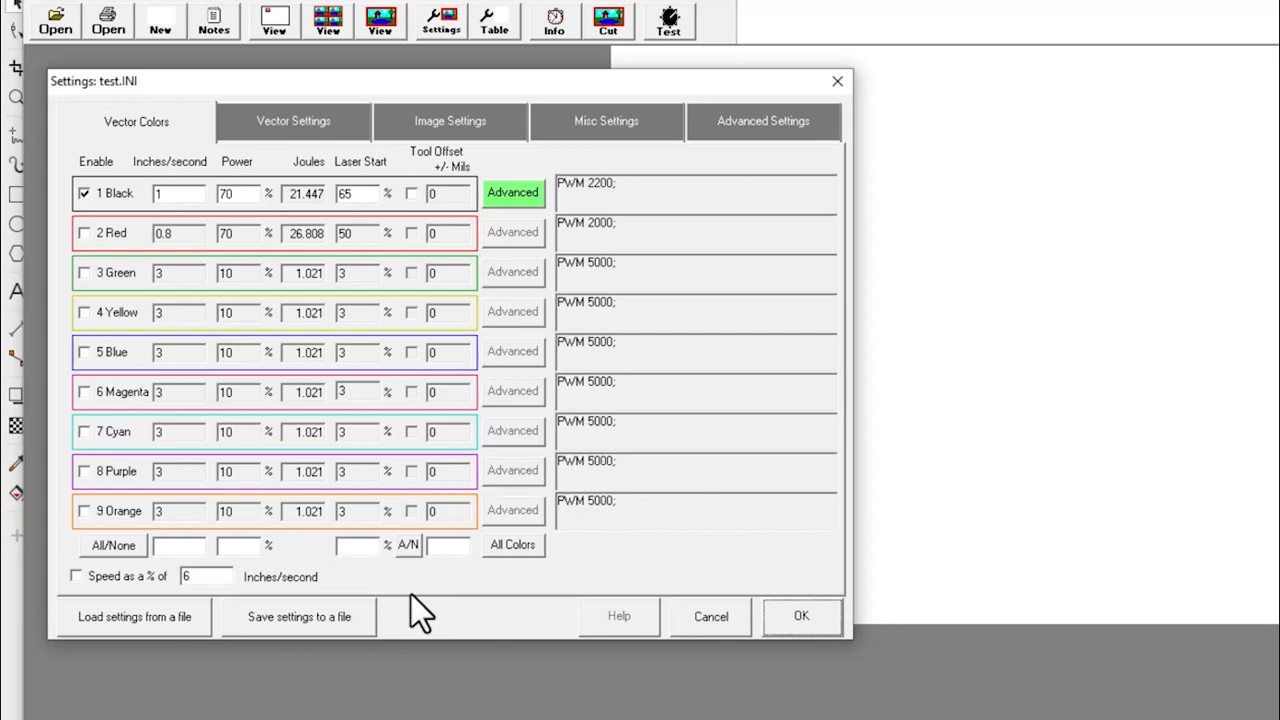 Open Open New Notes View View View Settings Table Info Cut Test
Settings: test.INI
Vector Colors Vector Settings Image Settings Misc Settings Advanced Settings
Enable Inches/second Power Joules Laser Start Tool Offset +/- Mils
1 Black 1 70 % 21.447 65 % 0 Advanced PWM 2200;
2 Red 0.8 70 % 26.808 50 % 0 Advanced PWM 2000;
3 Green 3 10 % 1.021 3 % 0 Advanced PWM 5000;
4 Yellow 3 10 % 1.021 3 % 0 Advanced PWM 5000;
5 Blue 3 10 % 1.021 3 % 0 Advanced PWM 5000;
6 Magenta 3 10 % 1.021 3 % 0 Advanced PWM 5000;
7 Cyan 3 10 % 1.021 3 % 0 Advanced PWM 5000;
8 Purple 3 10 % 1.021 3 % 0 Advanced PWM 5000;
9 Orange 3 10 % 1.021 3 % 0 Advanced PWM 5000;
All/None % % A/N All Colors
Speed as a % of 6 Inches/second
Load settings from a file Save settings to a file Help Cancel OK